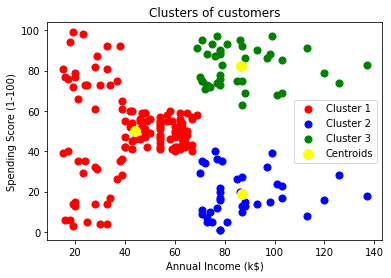 Clusters of customers
100
80
60
40
20
0
Spending Score (1-100)
Cluster 1
Cluster 2
Cluster 3
Centroids
20 40 60 80 100 120 140
Annual Income (k$)